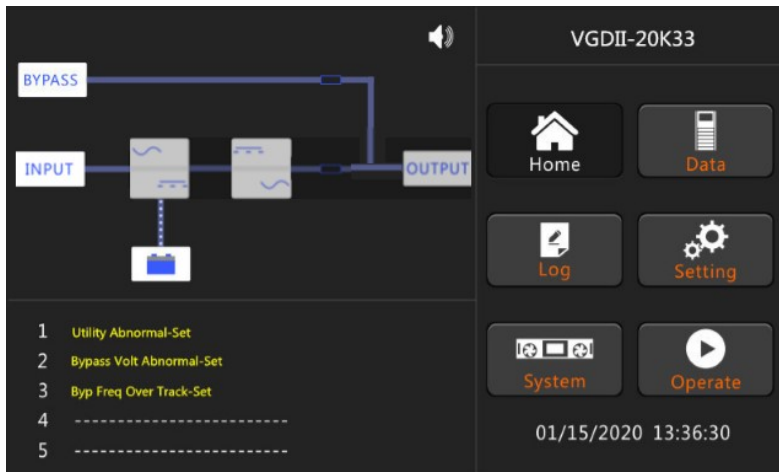 VGDII-20K33
BYPASS
INPUT
OUTPUT
Home
Data
Log
Setting
System
Operate
1 Utility Abnormal-Set
2 Bypass Volt Abnormal-Set
3 Byp Freq Over Track-Set
4 -------------------------
5 -------------------------
01/15/2020 13:36:30